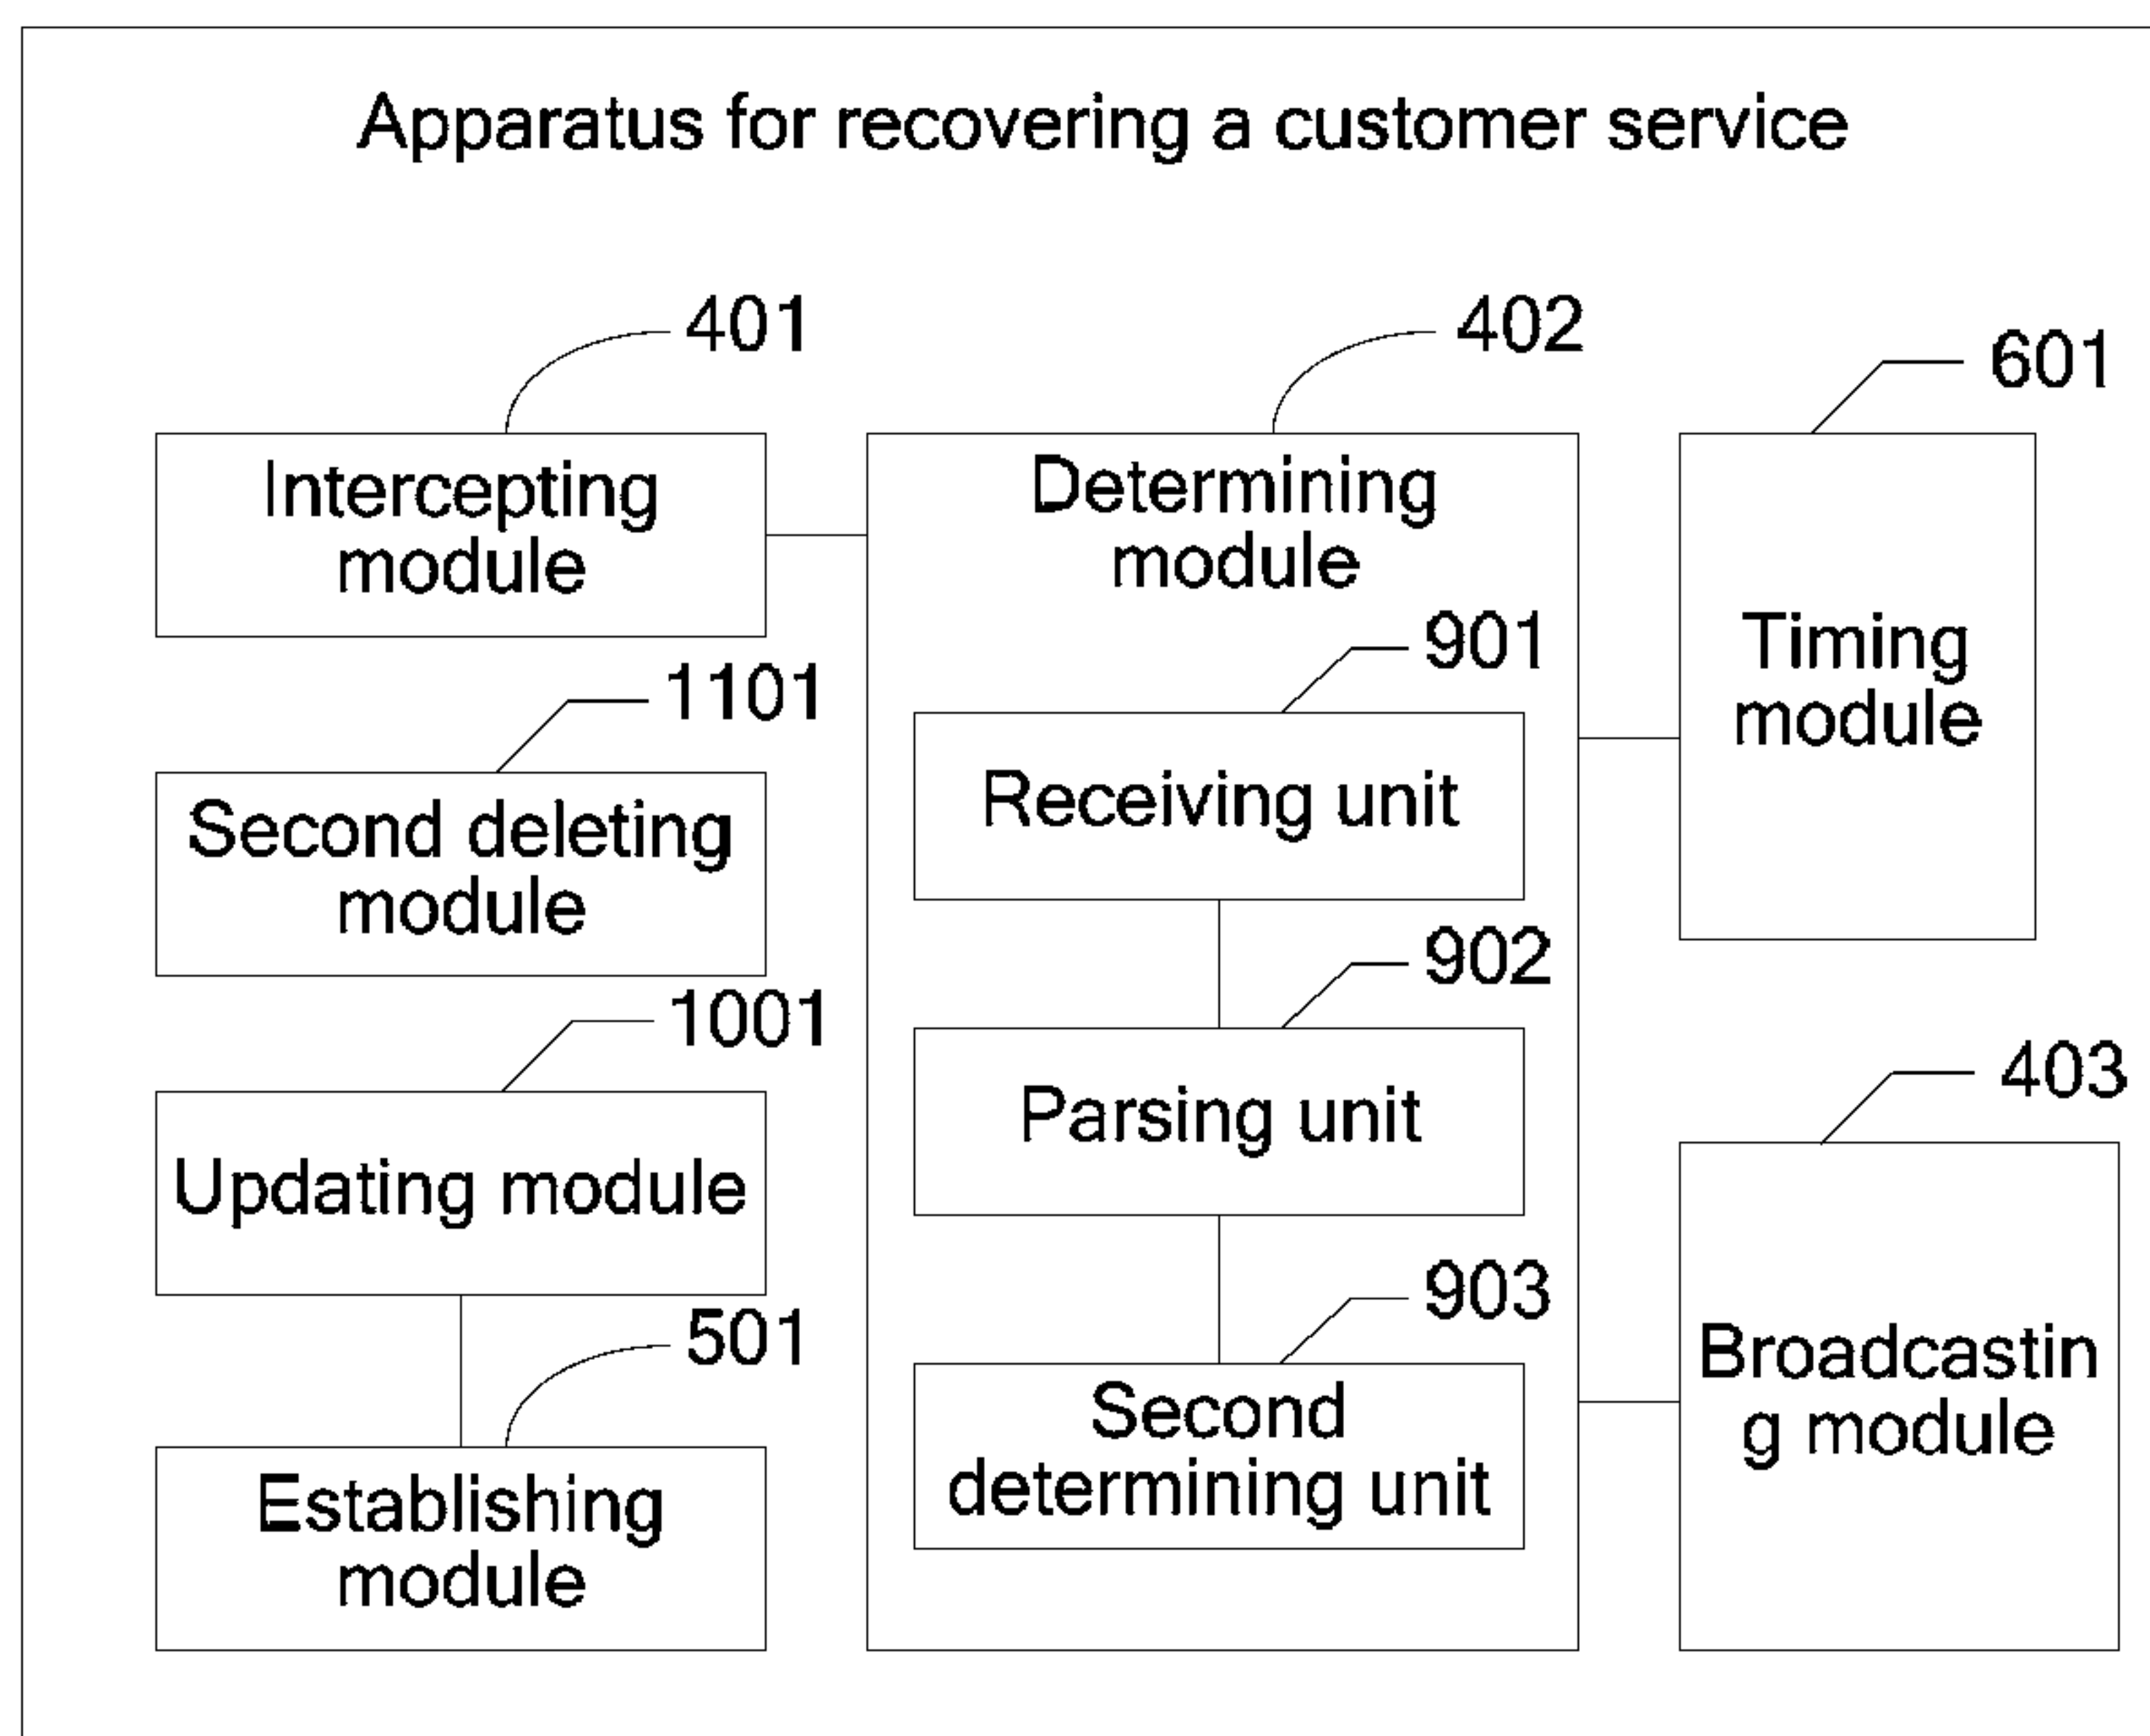 Apparatus for recovering a customer service
401
402
601
Intercepting
module
Determining
module
901
Timing
module
1101
Receiving unit
Second deleting
module
902
1001
Parsing unit
403
Updating module
903
501
Second
determining unit
Broadcastin
g module
Establishing
module